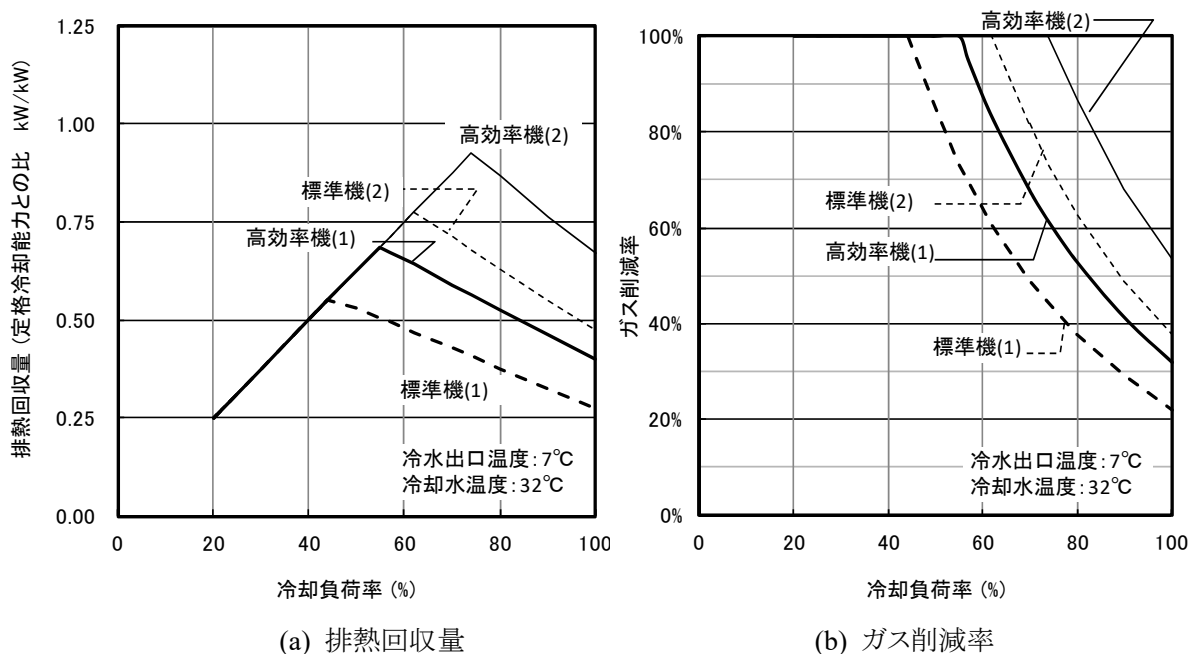 排熱回収量 (定格冷却能力との比 kW/kW)
1.25
1.00
0.75
0.50
0.25
0.00
高効率機(2)
標準機(2)
高効率機(1)
標準機(1)
冷水出口温度:7℃
冷却水温度:32℃
0 20 40 60 80 100
冷却負荷率 (%)
(a) 排熱回収量
ガス削減率
100%
80%
60%
40%
20%
0%
高効率機(2)
標準機(2)
高効率機(1)
標準機(1)
冷水出口温度:7℃
冷却水温度:32℃
0 20 40 60 80 100
冷却負荷率 (%)
(b) ガス削減率